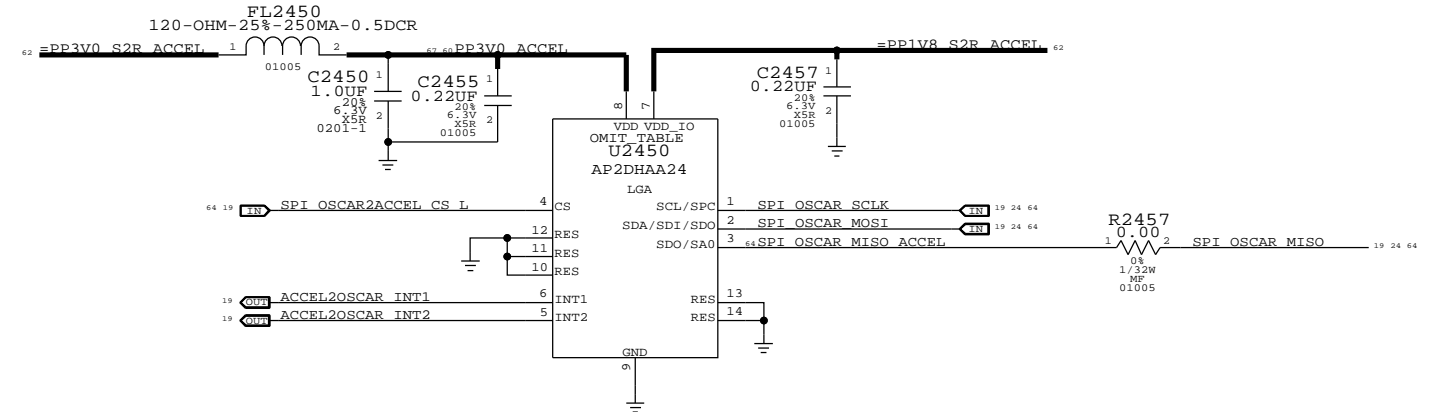 FL2450
120-OHM-25%-250MA-0.5DCR
62 =PP3V0_S2R_ACCEL 1 2 67 60 PP3V0_ACCEL =PP1V8_S2R_ACCEL 62
01005
C2450 1
1.0UF
20%
6.3V
X5R 2
0201-1
C2455 1
0.22UF
20%
6.3V 2
X5R
01005
C2457 1
0.22UF
20%
6.3V
X5R 2
01005
8 7
VDD VDD_IO
OMIT_TABLE
U2450
AP2DHAA24
LGA
64 19 IN SPI_OSCAR2ACCEL_CS_L 4 CS
SCL/SPC 1 SPI_OSCAR_SCLK IN 19 24 64
SDA/SDI/SDO 2 SPI_OSCAR_MOSI IN 19 24 64
SDO/SA0 3 64 SPI_OSCAR_MISO_ACCEL
R2457
0.00
1 2 SPI_OSCAR_MISO 19 24 64
0%
1/32W
MF
01005
12 RES
11 RES
10 RES
19 OUT ACCEL2OSCAR_INT1 6 INT1
19 OUT ACCEL2OSCAR_INT2 5 INT2
RES 13
RES 14
GND
9